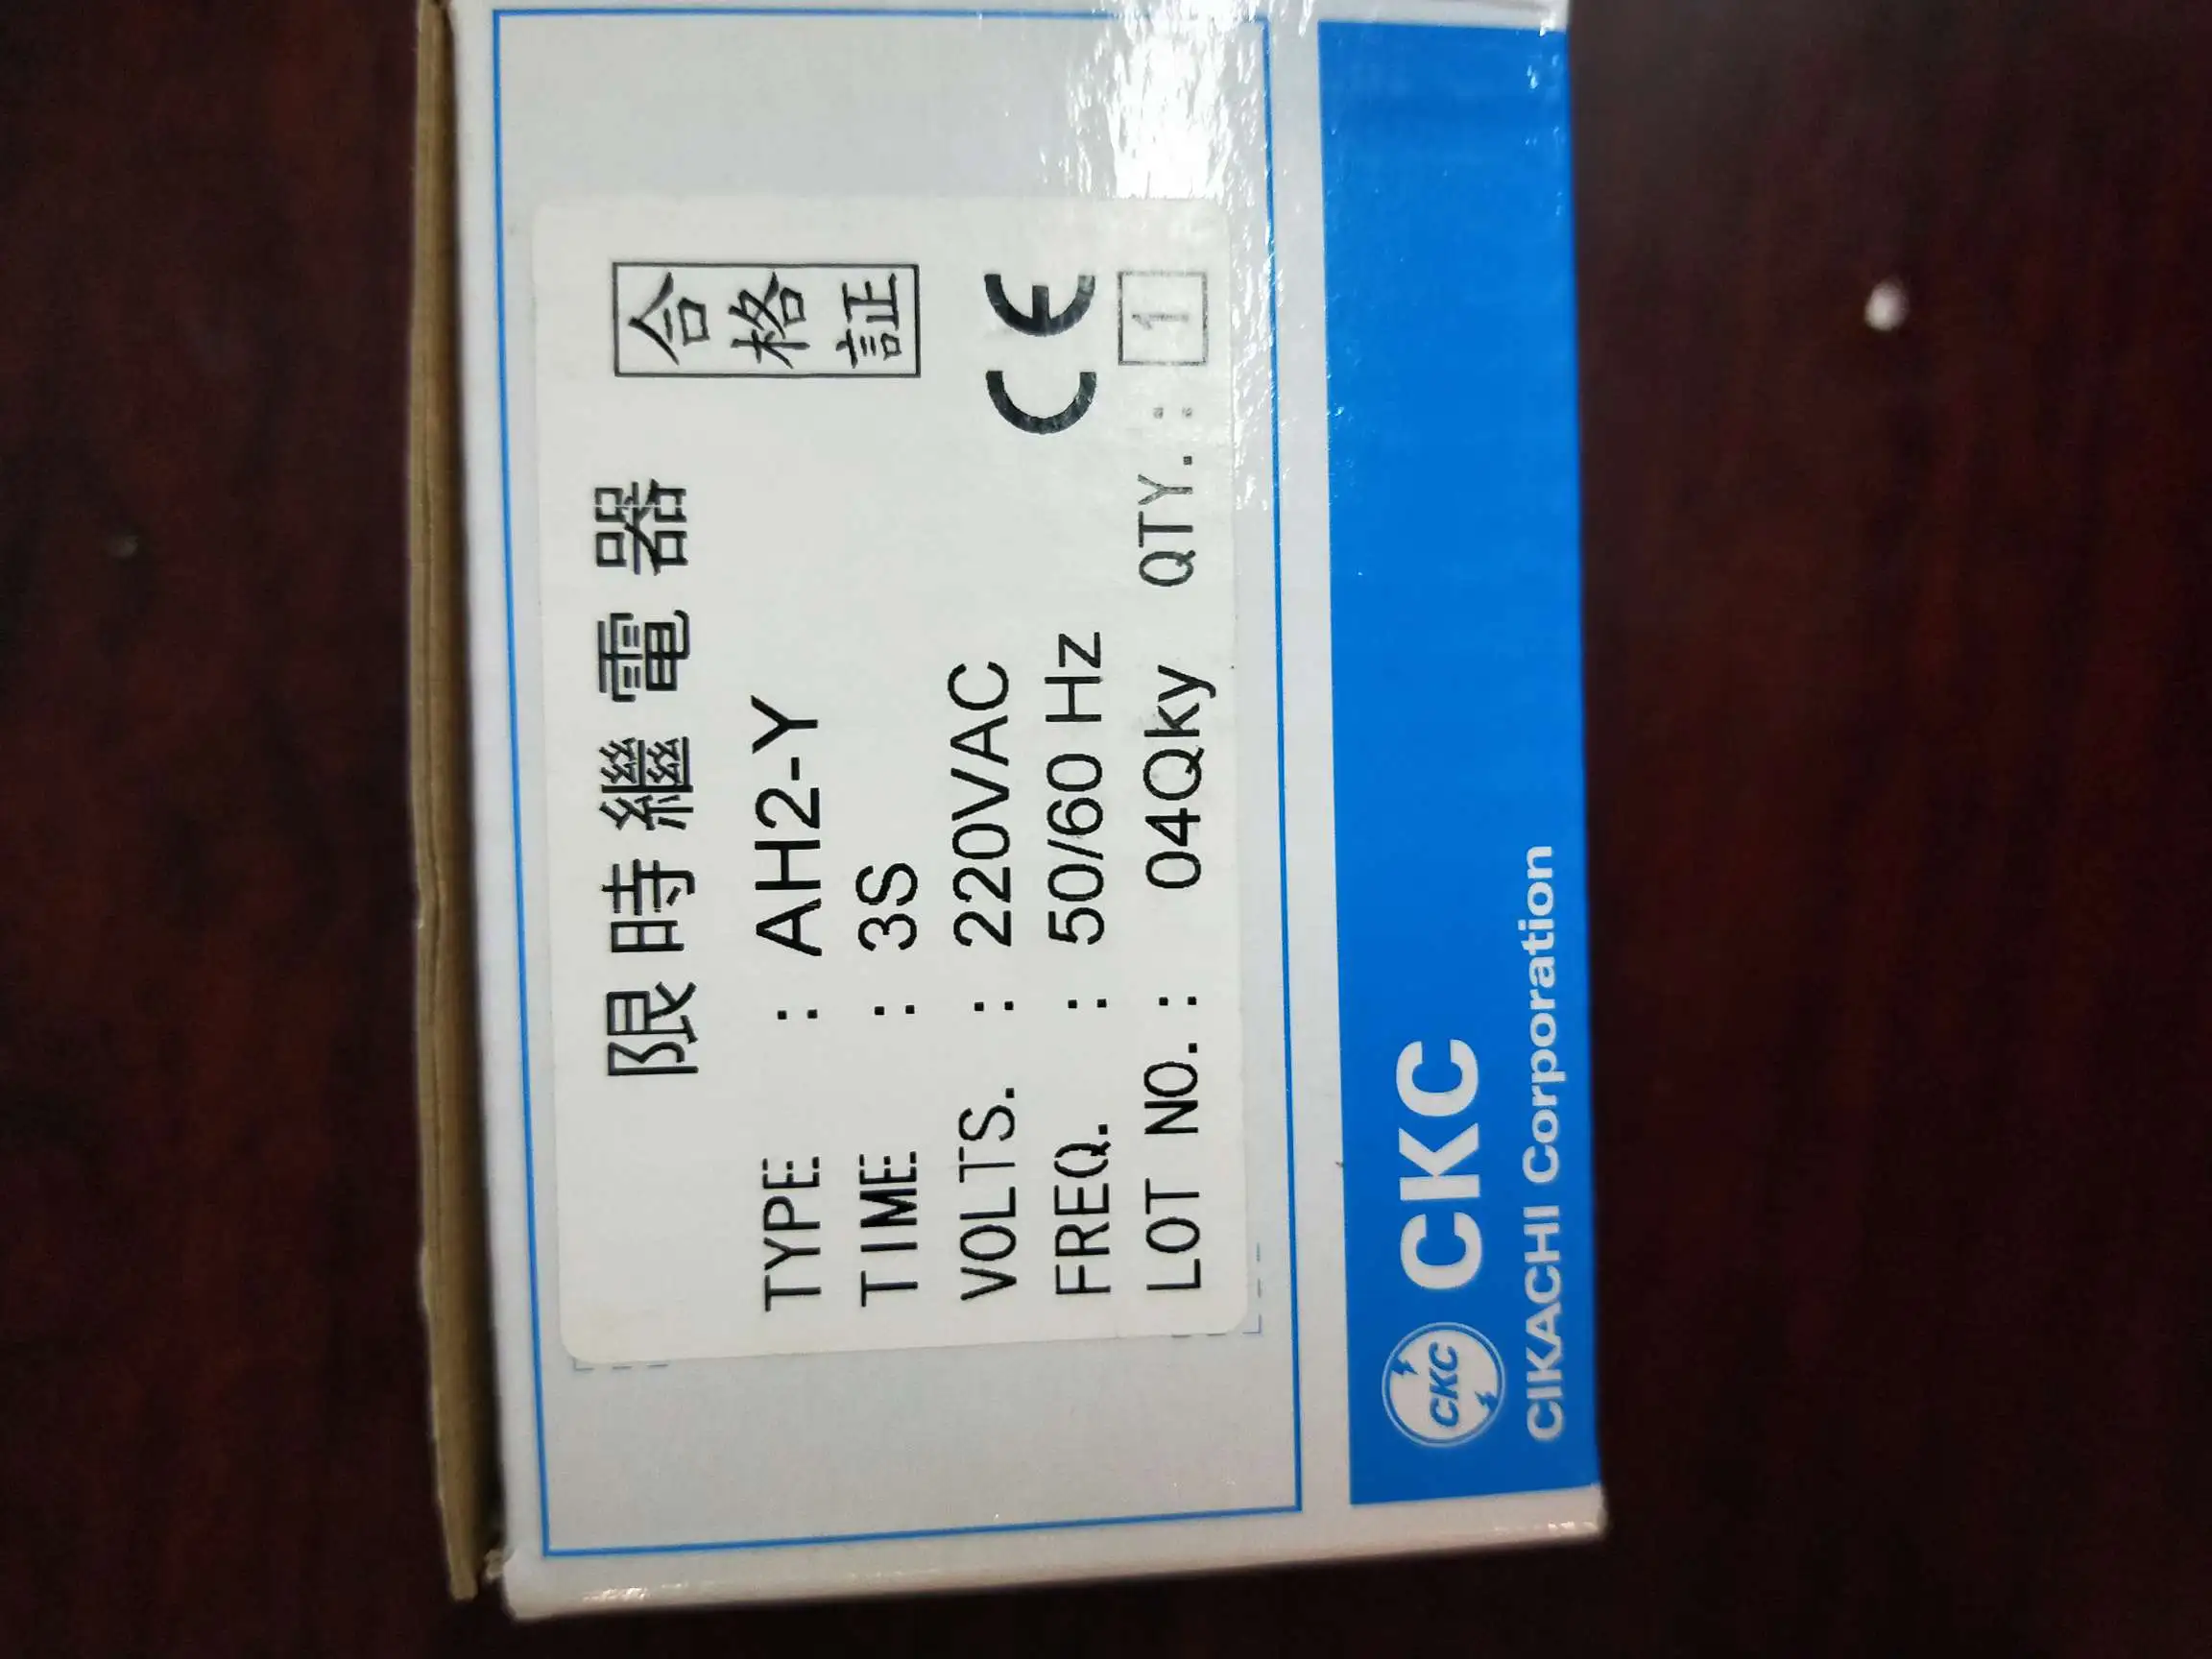 限時繼電器
合格証
TYPE : AH2-Y
TIME : 3S
VOLTS. : 220VAC
FREQ. : 50/60 Hz
CE
LOT NO. : 04Qky QTY. : 1
CKC CKC
CIKACHI Corporation